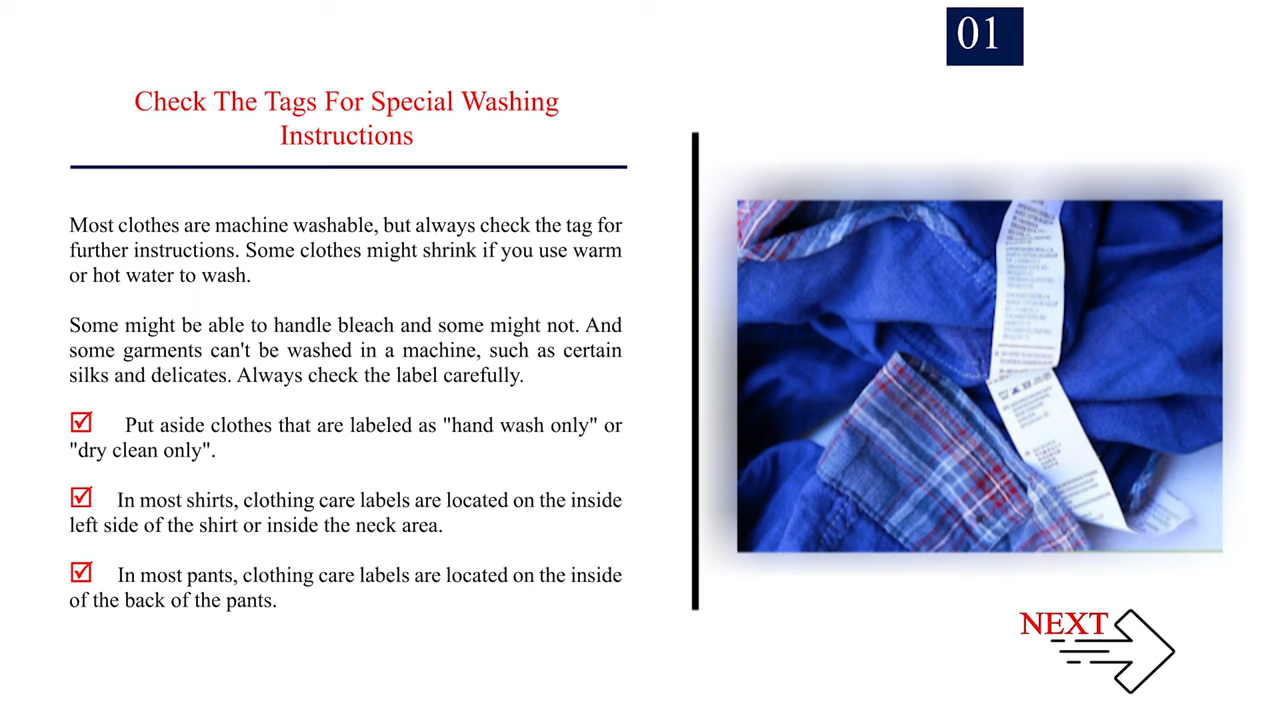 01
Check The Tags For Special Washing
Instructions
Most clothes are machine washable, but always check the tag for
further instructions. Some clothes might shrink if you use warm
or hot water to wash.
Some might be able to handle bleach and some might not. And
some garments can't be washed in a machine, such as certain
silks and delicates. Always check the label carefully.
Put aside clothes that are labeled as "hand wash only" or
"dry clean only".
In most shirts, clothing care labels are located on the inside
left side of the shirt or inside the neck area.
In most pants, clothing care labels are located on the inside
of the back of the pants.
NEXT